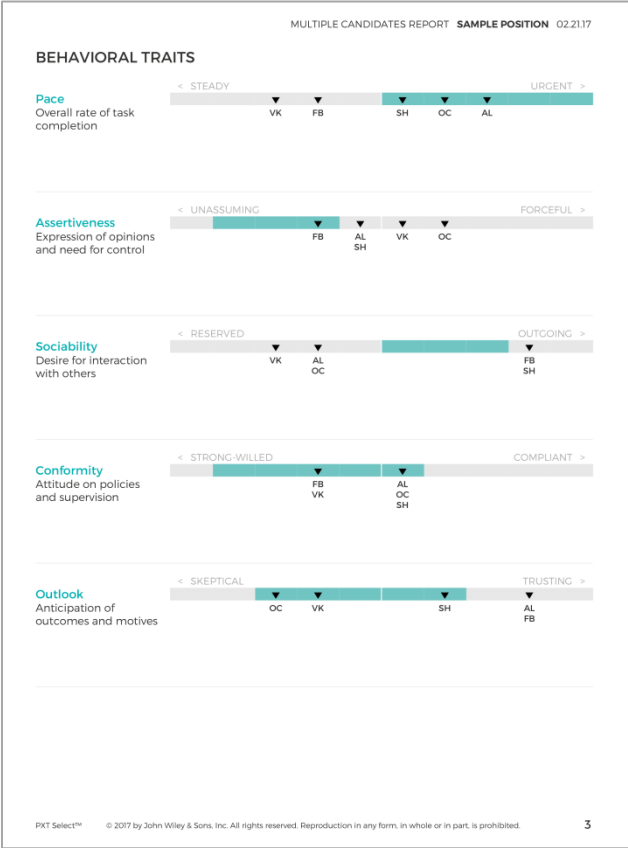 MULTIPLE CANDIDATES REPORT SAMPLE POSITION 02.21.17
BEHAVIORAL TRAITS
< STEADY URGENT >
Pace
Overall rate of task
completion
VK FB SH OC AL
< UNASSUMING FORCEFUL >
Assertiveness
Expression of opinions
and need for control
FB AL VK OC
SH
< RESERVED OUTGOING >
Sociability
Desire for interaction
with others
VK AL FB
OC SH
< STRONG-WILLED COMPLIANT >
Conformity
Attitude on policies
and supervision
FB AL
VK OC
SH
< SKEPTICAL TRUSTING >
Outlook
Anticipation of
outcomes and motives
OC VK SH AL
FB
PXT Select™ © 2017 by John Wiley & Sons, Inc. All rights reserved. Reproduction in any form, in whole or in part, is prohibited. 3